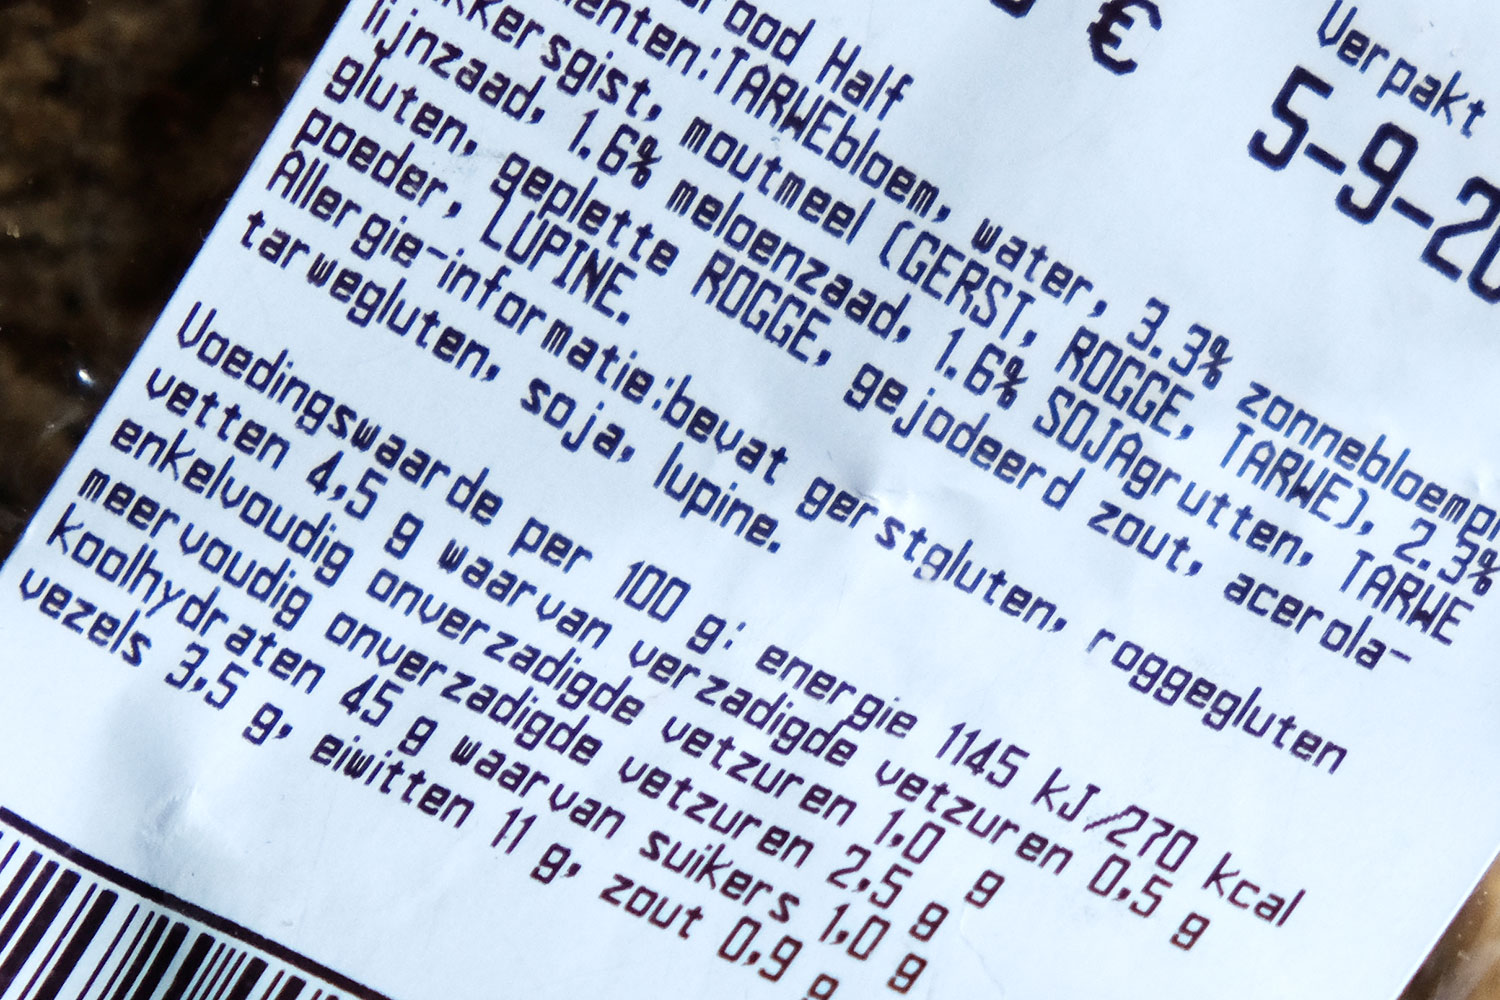 Half
€
Verpakt
5-9-20
TARWEbloem, water, 3.3% zonnebloemp
kkersgist, moutmeel (GERST, ROGGE, TARWE), 2.3%
lijnzaad, 1.6% meloenzaad, 1.6% SOJAgrutten, TARWE
gluten, geplette ROGGE, gejodeerd zout, acerola-
poeder, LUPINE.
Allergie-informatie:bevat gerstgluten, roggegluten
tarwegluten, soja, lupine.
Voedingswaarde per 100 g: energie 1145 kJ/270 kcal
vetten 4,5 g waarvan verzadigde vetzuren 0,5 g
enkelvoudig onverzadigde vetzuren 1,0 g
meervoudig onverzadigde vetzuren 2,5 g
koolhydraten 45 g waarvan suikers 1,0 g
vezels 3,5 g, eiwitten 11 g, zout 0,9 g